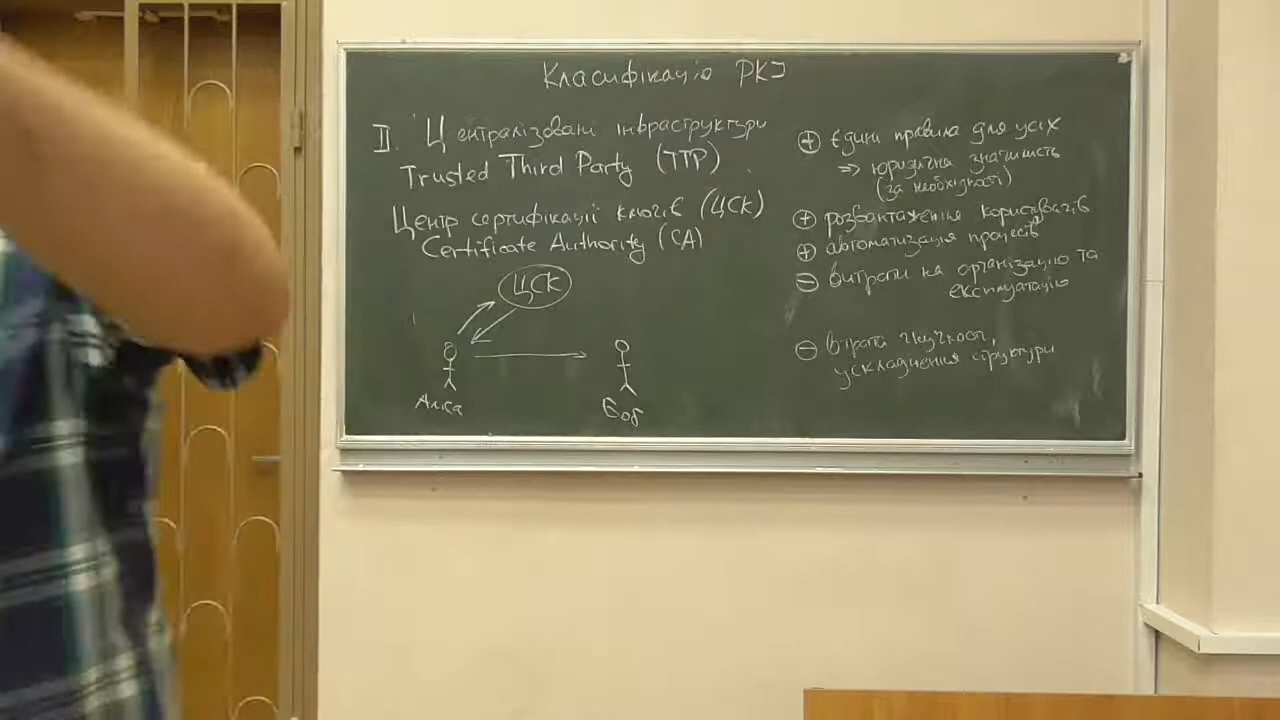 Класифікація PKI
II. Централізовані інфраструктури
Trusted Third Party (TTP)
Центр сертифікації ключів (ЦСК)
Certificate Authority (CA)
ЦСК
Аліса
Боб
⊕ єдині правила для усіх
=> юридична значимість
(за необхідності)
⊕ розвантаження користувачів
⊕ автоматизація процесів
⊖ витрати на організацію та
експлуатацію
⊖ втрата гнучкості,
ускладнення структури